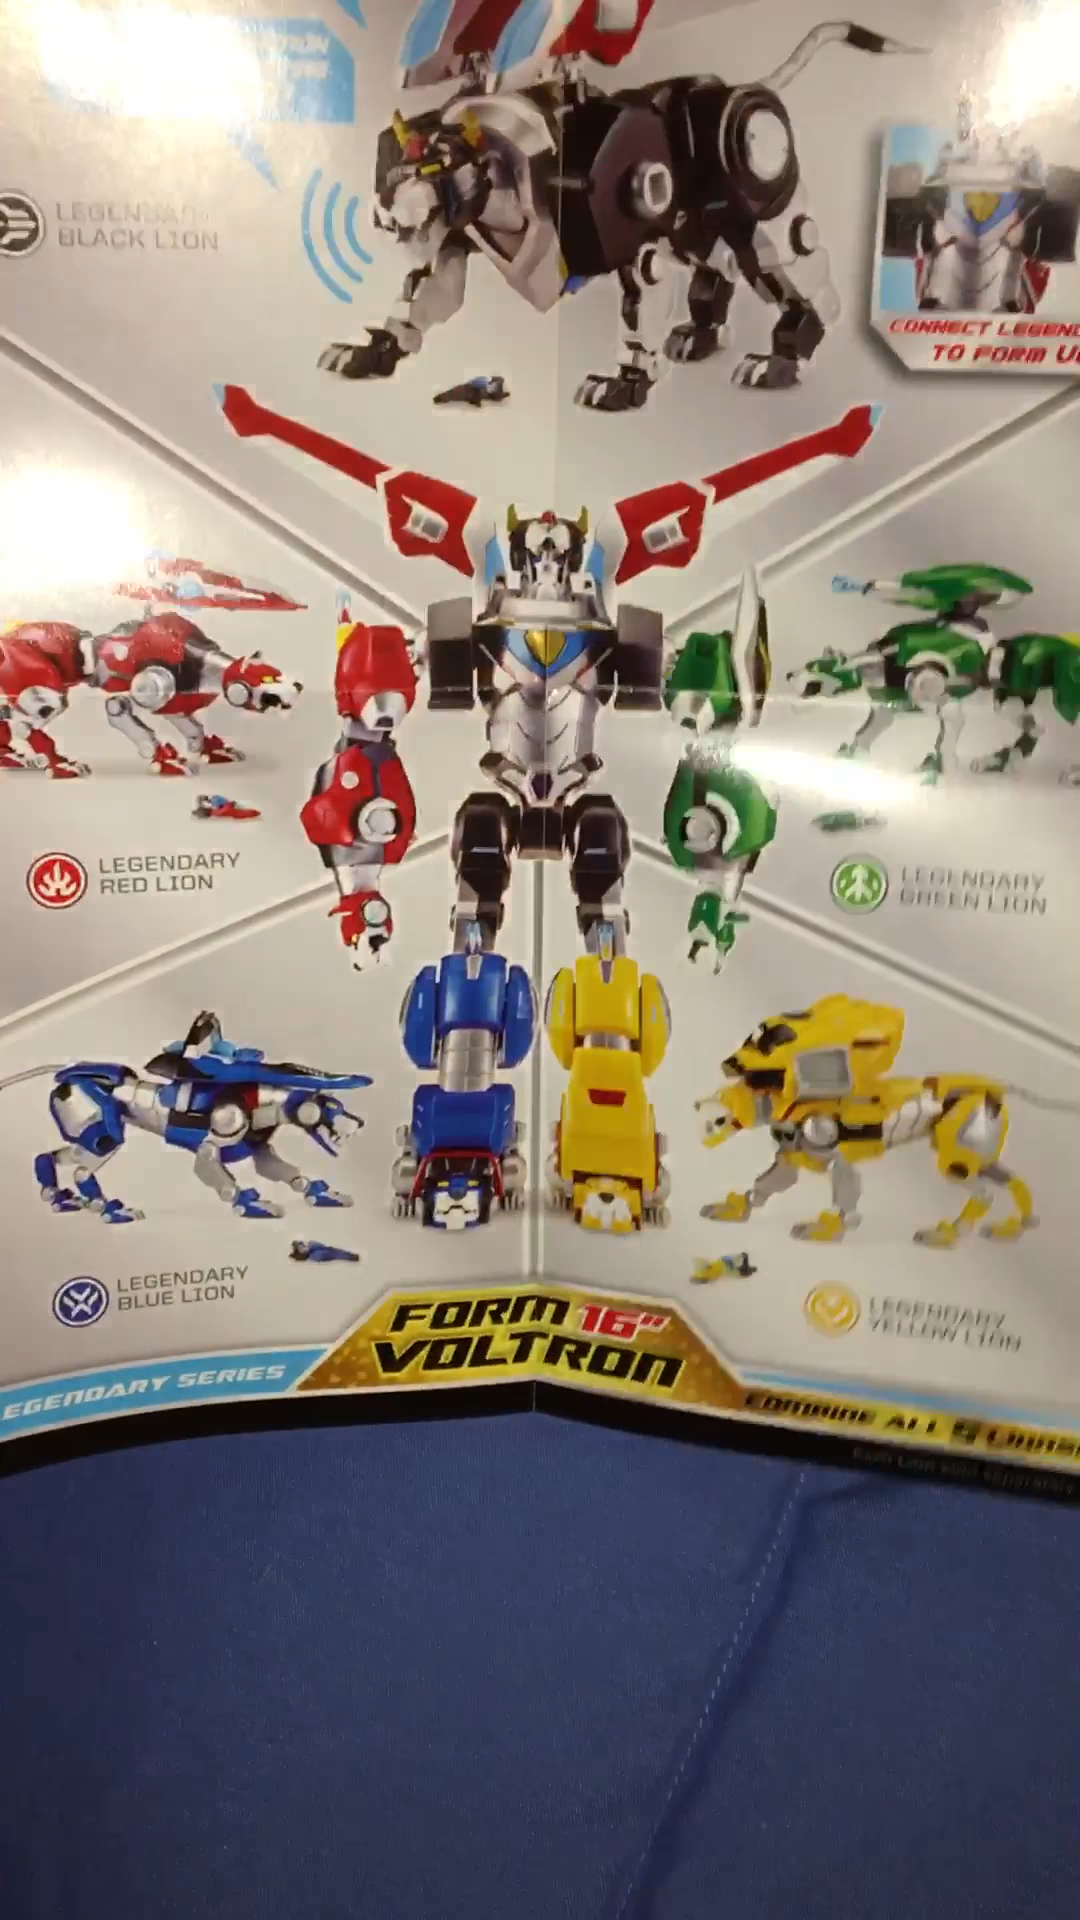 LEGENDARY
BLACK LION
CONNECT LEGEND
TO FORM
LEGENDARY
RED LION
LEGENDARY
GREEN LION
LEGENDARY
BLUE LION
LEGENDARY
YELLOW LION
FORM 16"
VOLTRON
EGENDARY SERIES
COMBINE ALL 5 LIONS